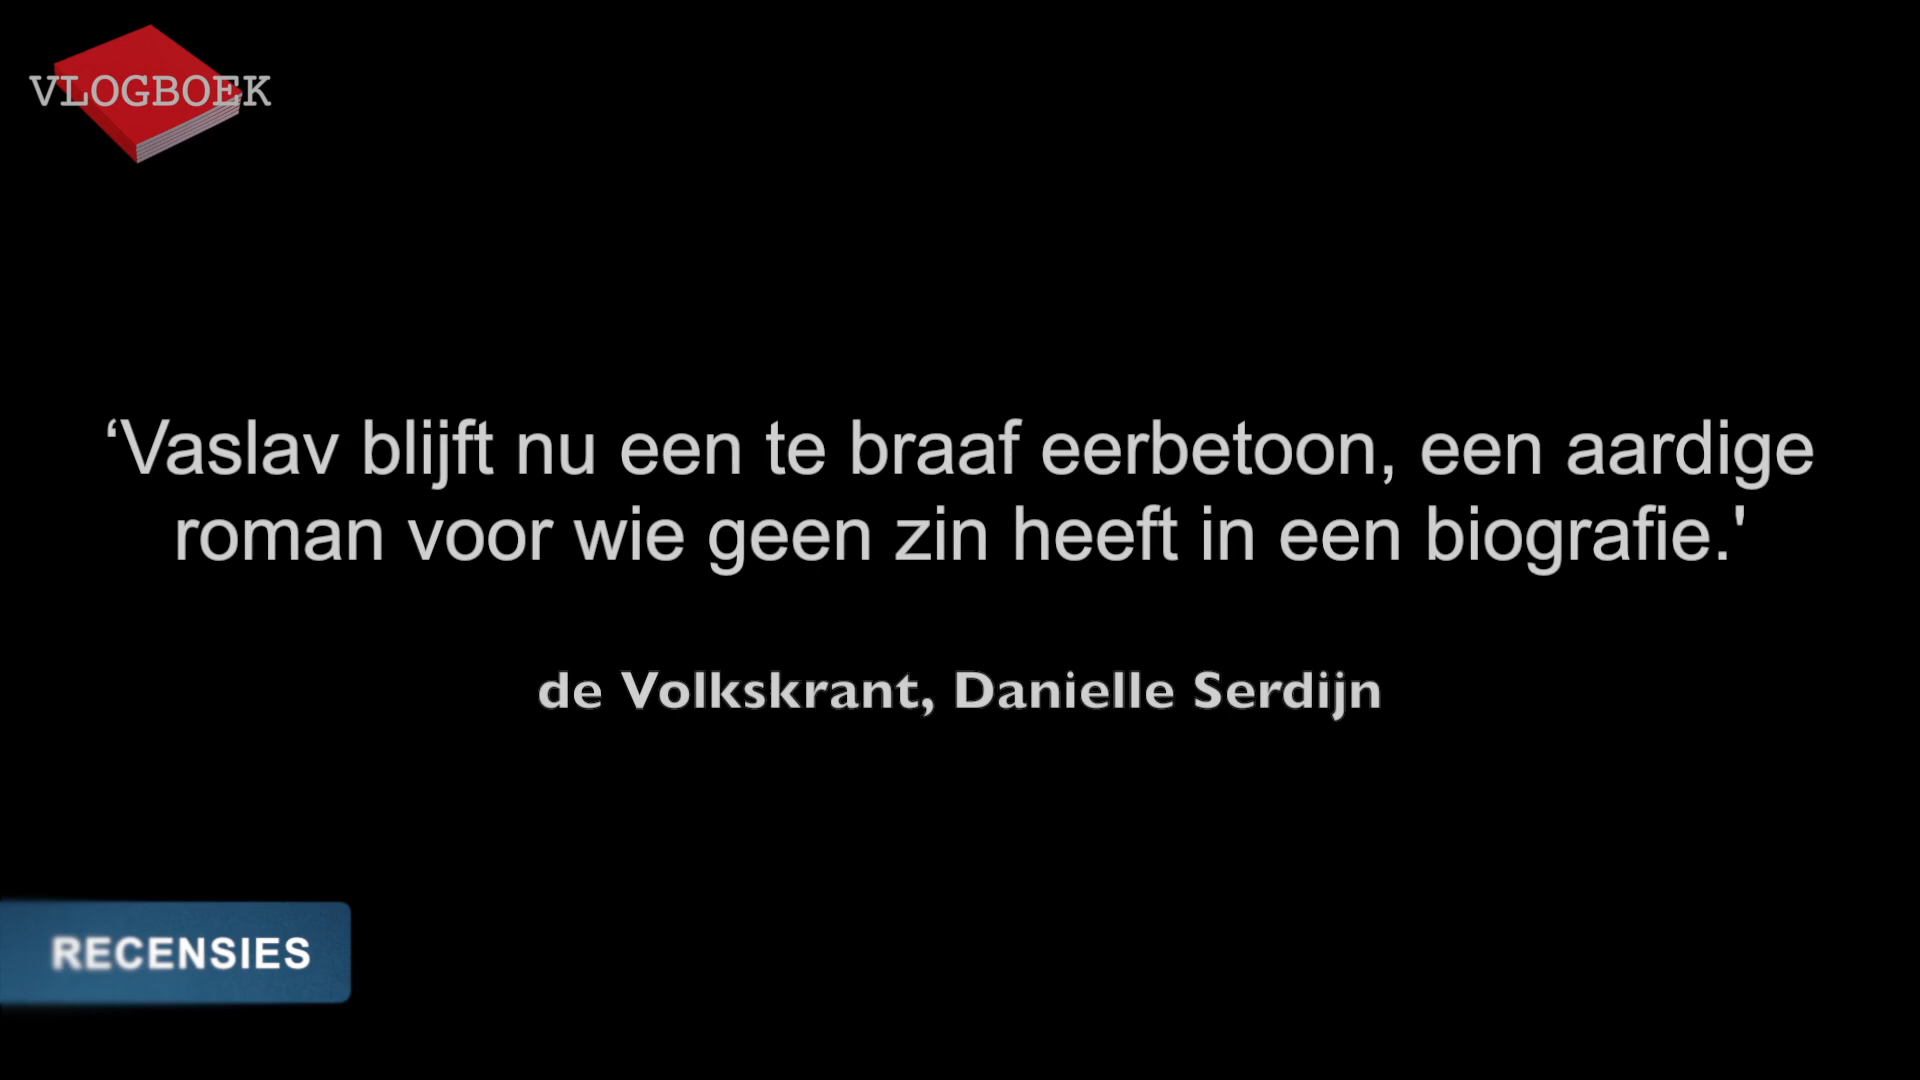 VLOGBOEK
‘Vaslav blijft nu een te braaf eerbetoon, een aardige
roman voor wie geen zin heeft in een biografie.'
de Volkskrant, Danielle Serdijn
RECENSIES